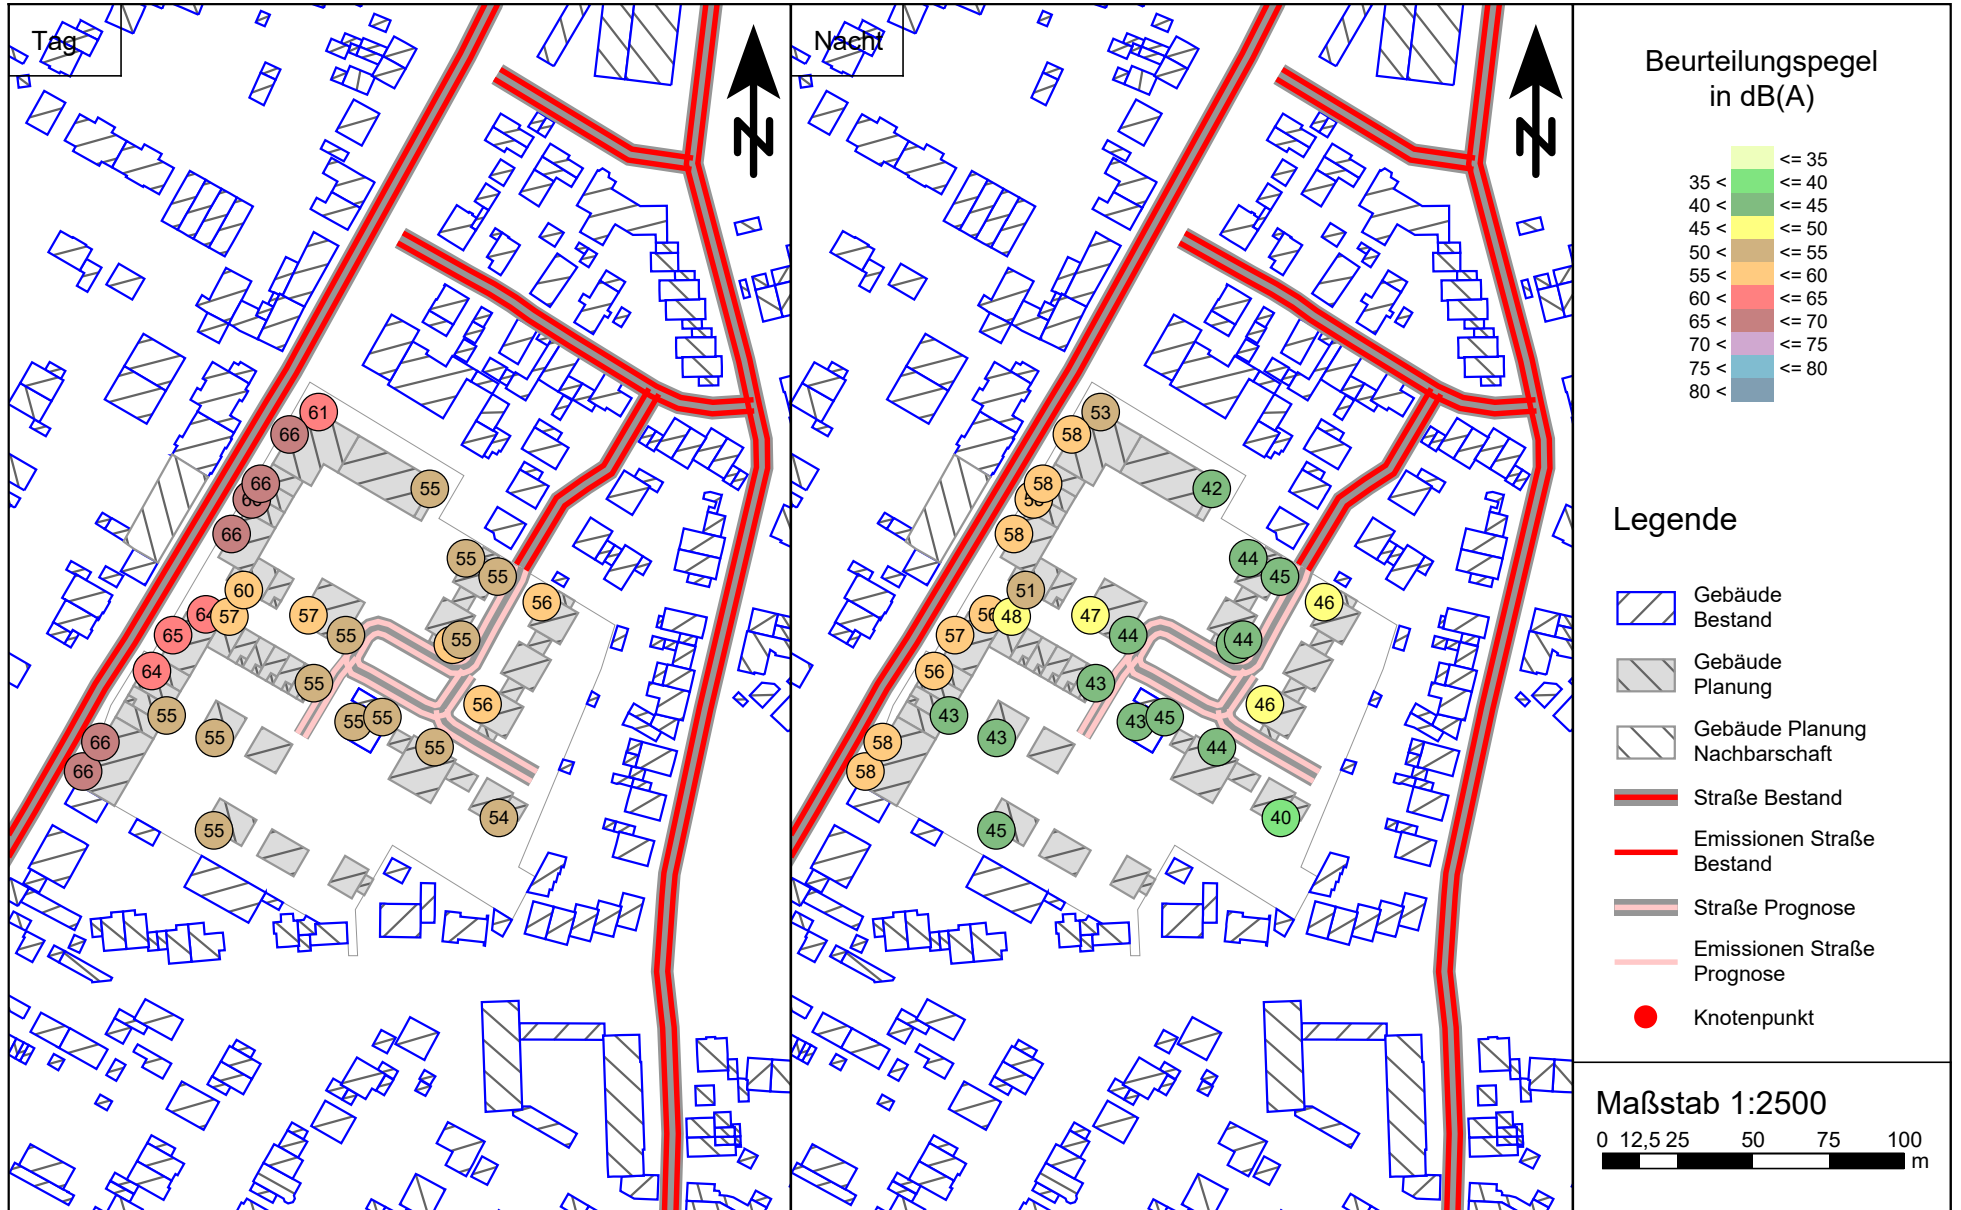 Tag
61
66
66
55
66
55
55
60
56
64
57
57
65
55
55
64
55
56
55
55
55
55
66
55
66
54
55
Nacht
53
58
58
42
58
44
45
51
46
56
48
47
57
44
44
56
43
46
43
43
45
58
43
44
58
40
45
Beurteilungspegel
in dB(A)
<= 35
35 < <= 40
40 < <= 45
45 < <= 50
50 < <= 55
55 < <= 60
60 < <= 65
65 < <= 70
70 < <= 75
75 < <= 80
80 <
Legende
Gebäude
Bestand
Gebäude
Planung
Gebäude Planung
Nachbarschaft
Straße Bestand
Emissionen Straße
Bestand
Straße Prognose
Emissionen Straße
Prognose
Knotenpunkt
Maßstab 1:2500
0 12,5 25 50 75 100
m